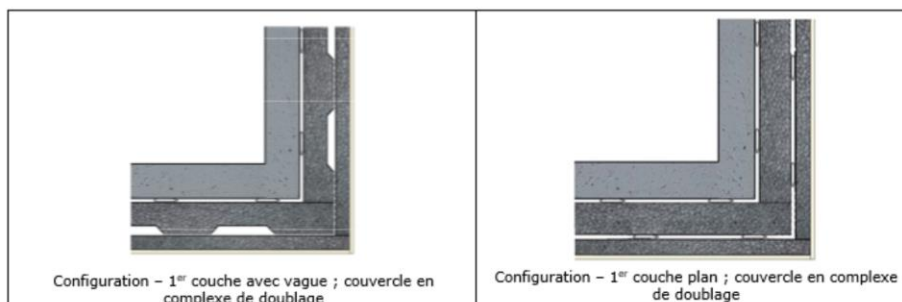 Configuration – 1er couche avec vague ; couvercle en
complexe de doublage
Configuration – 1er couche plan ; couvercle en complexe
de doublage